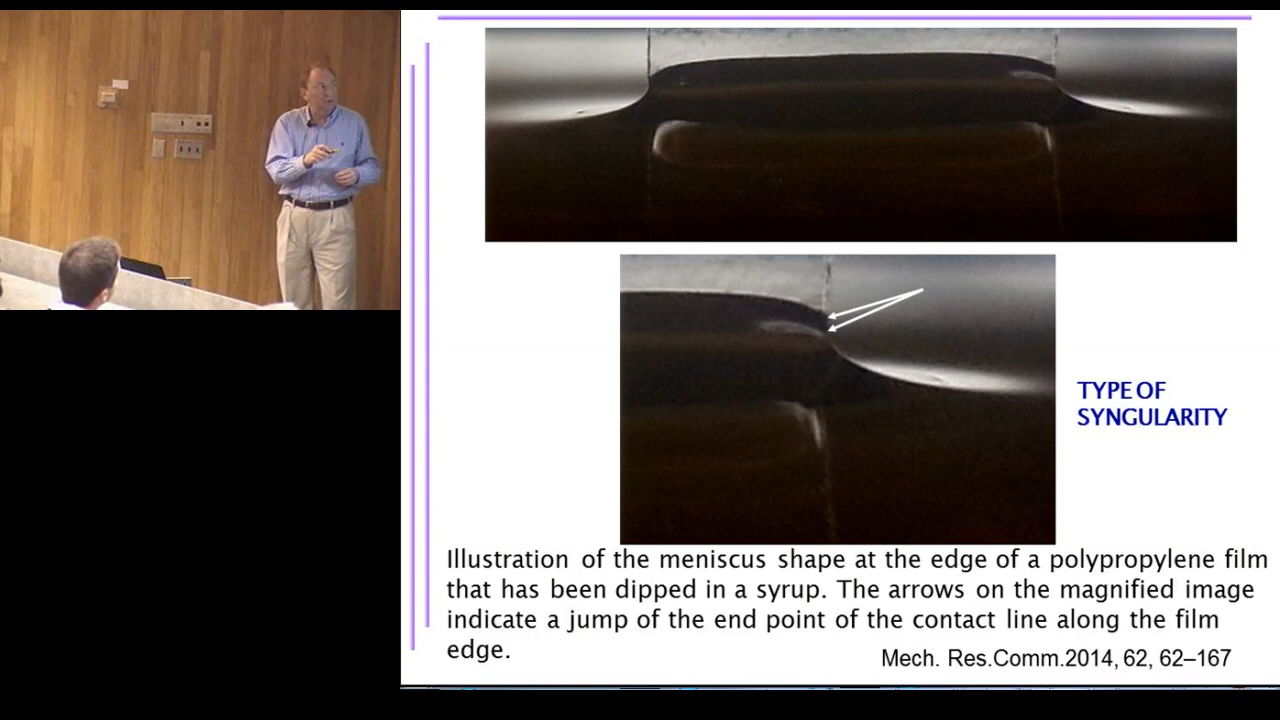 TYPE OF
SYNGULARITY
Illustration of the meniscus shape at the edge of a polypropylene film
that has been dipped in a syrup. The arrows on the magnified image
indicate a jump of the end point of the contact line along the film
edge.
Mech. Res.Comm.2014, 62, 62–167